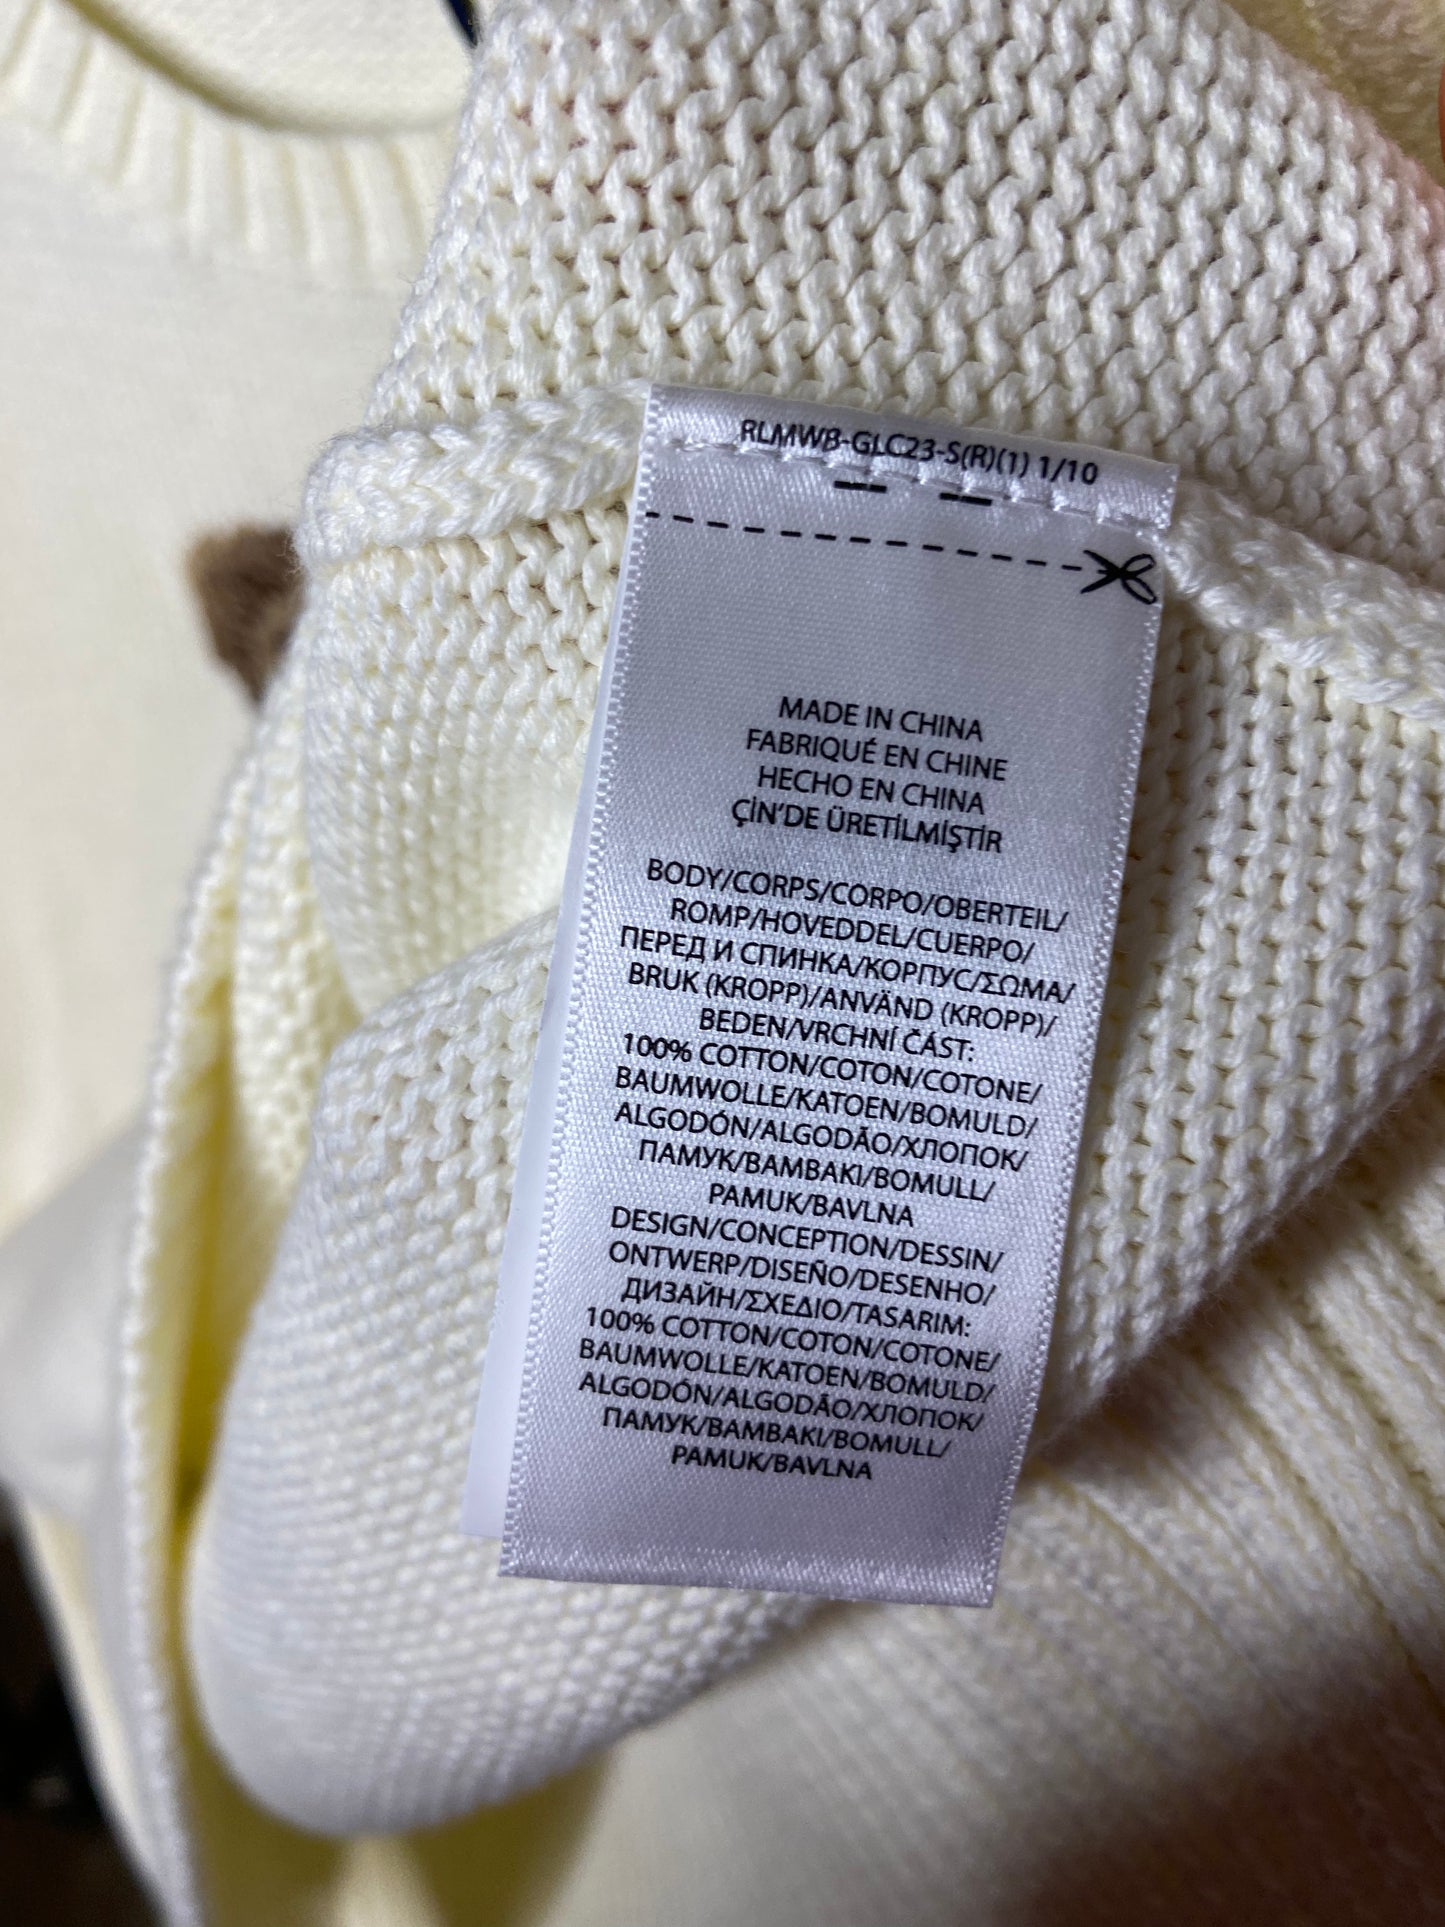 RLMWB-GLC23-S(R)(1) 1/10
MADE IN CHINA
FABRIQUÉ EN CHINE
HECHO EN CHINA
ÇİN'DE ÜRETİLMİŞTİR
BODY/CORPS/CORPO/OBERTEIL/
ROMP/HOVEDDEL/CUERPO/
ПЕРЕД И СПИНКА/КОРПУС/ΣΩΜΑ/
BRUK (KROPP)/ANVÄND (KROPP)/
BEDEN/VRCHNÍ ČÁST:
100% COTTON/COTON/COTONE/
BAUMWOLLE/KATOEN/BOMULD/
ALGODÓN/ALGODÃO/ХЛОПОК/
ПАМУК/ΒΑΜΒΑΚΙ/BOMULL/
PAMUK/BAVLNA
DESIGN/CONCEPTION/DESSIN/
ONTWERP/DISEÑO/DESENHO/
ДИЗАЙН/ΣΧΕΔΙΟ/TASARIM:
100% COTTON/COTON/COTONE/
BAUMWOLLE/KATOEN/BOMULD/
ALGODÓN/ALGODÃO/ХЛОПОК/
ПАМУК/ΒΑΜΒΑΚΙ/BOMULL/
PAMUK/BAVLNA